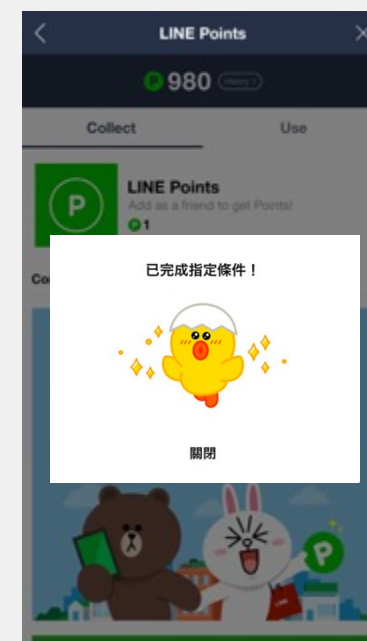 LINE Points
980
Collect
Use
LINE Points
Add as a friend to get Points!
P 1
已完成指定條件！
關閉
P
LINE